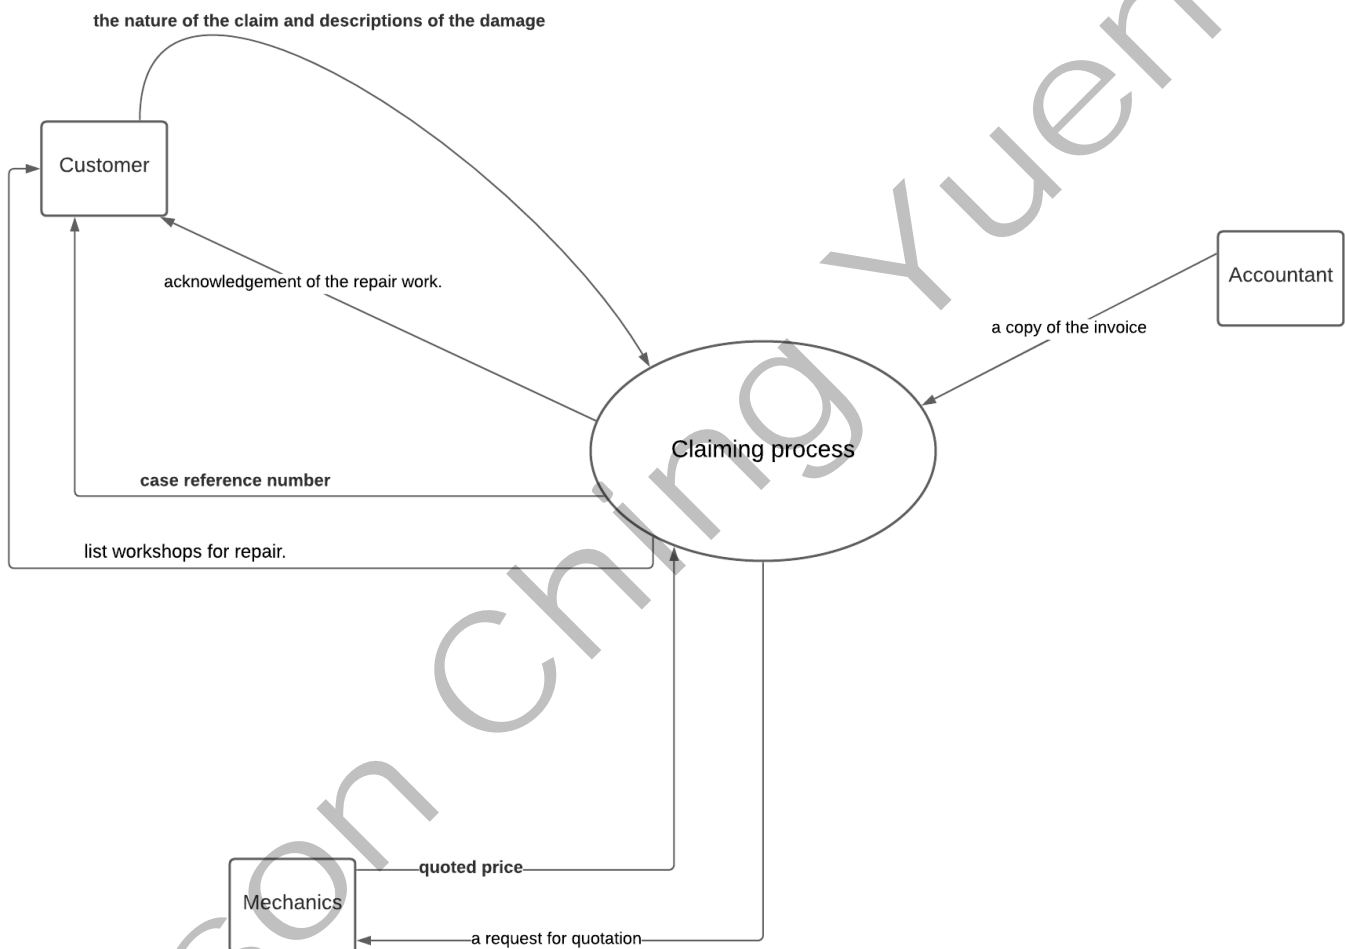 the nature of the claim and descriptions of the damage
Customer
Accountant
acknowledgement of the repair work.
a copy of the invoice
Claiming process
case reference number
list workshops for repair.
quoted price
Mechanics
a request for quotation
Ching Yuen